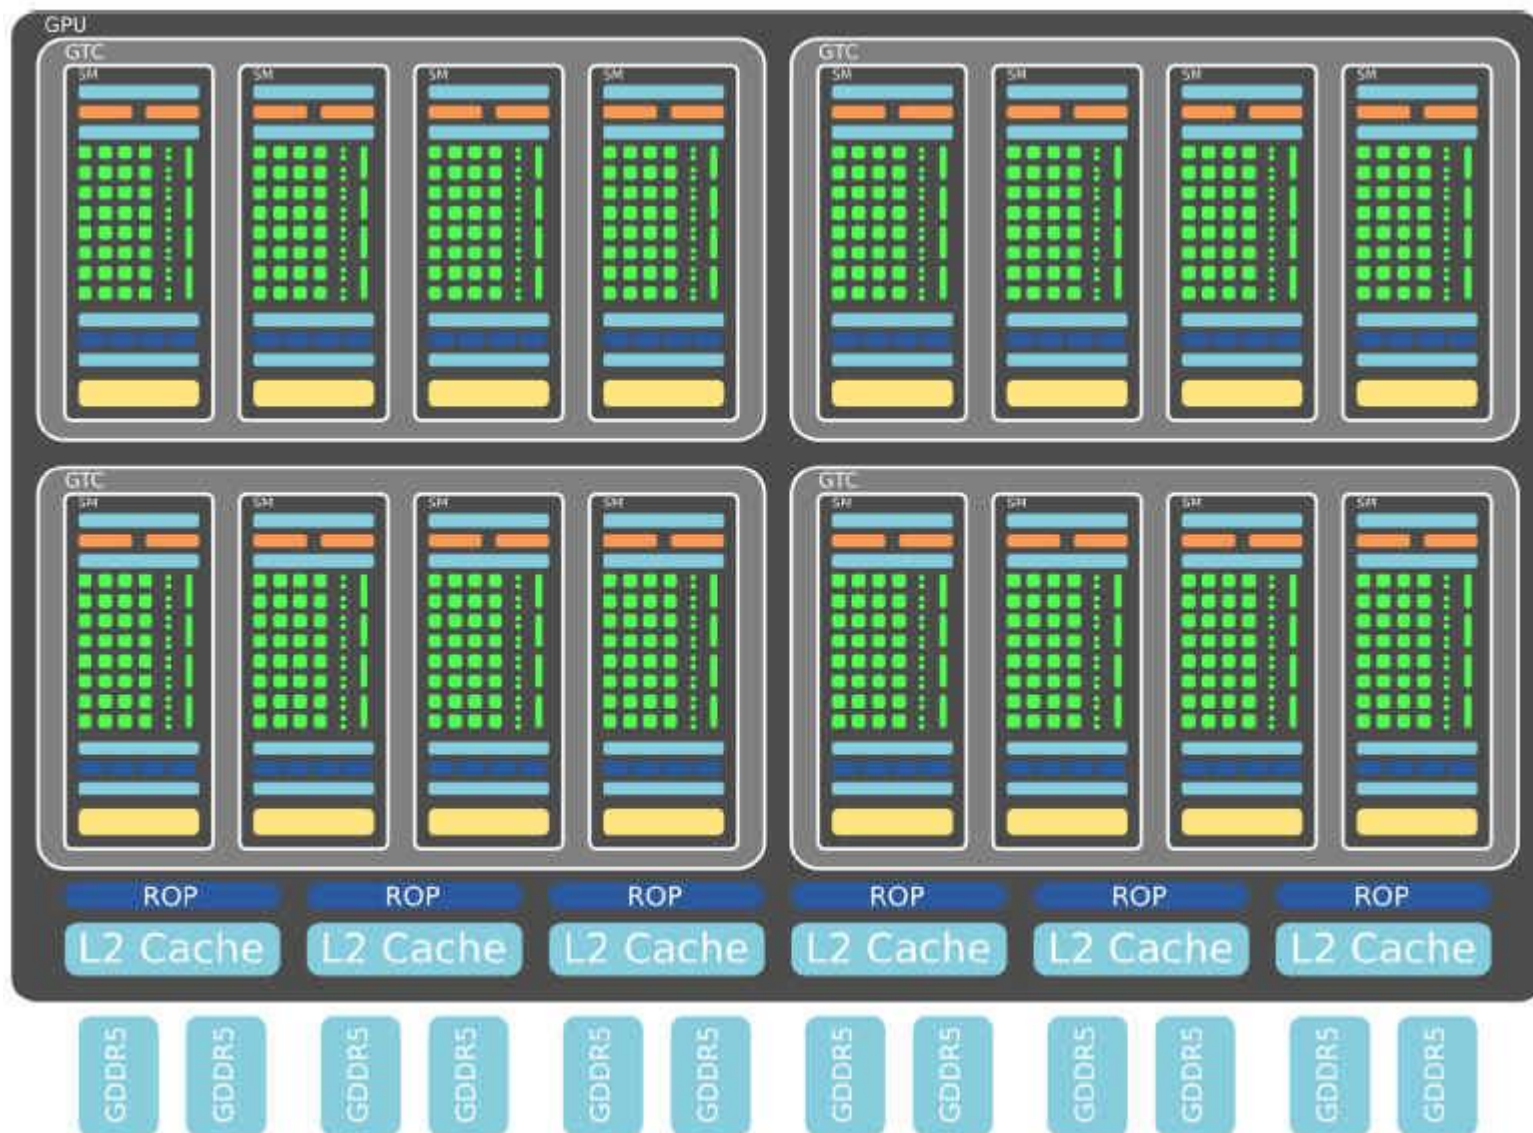 GPU
GTC GTC
SM SM SM SM SM SM SM SM
GTC GTC
SM SM SM SM SM SM SM SM
ROP ROP ROP ROP ROP ROP
L2 Cache L2 Cache L2 Cache L2 Cache L2 Cache L2 Cache
GDDR5 GDDR5 GDDR5 GDDR5 GDDR5 GDDR5 GDDR5 GDDR5 GDDR5 GDDR5 GDDR5 GDDR5